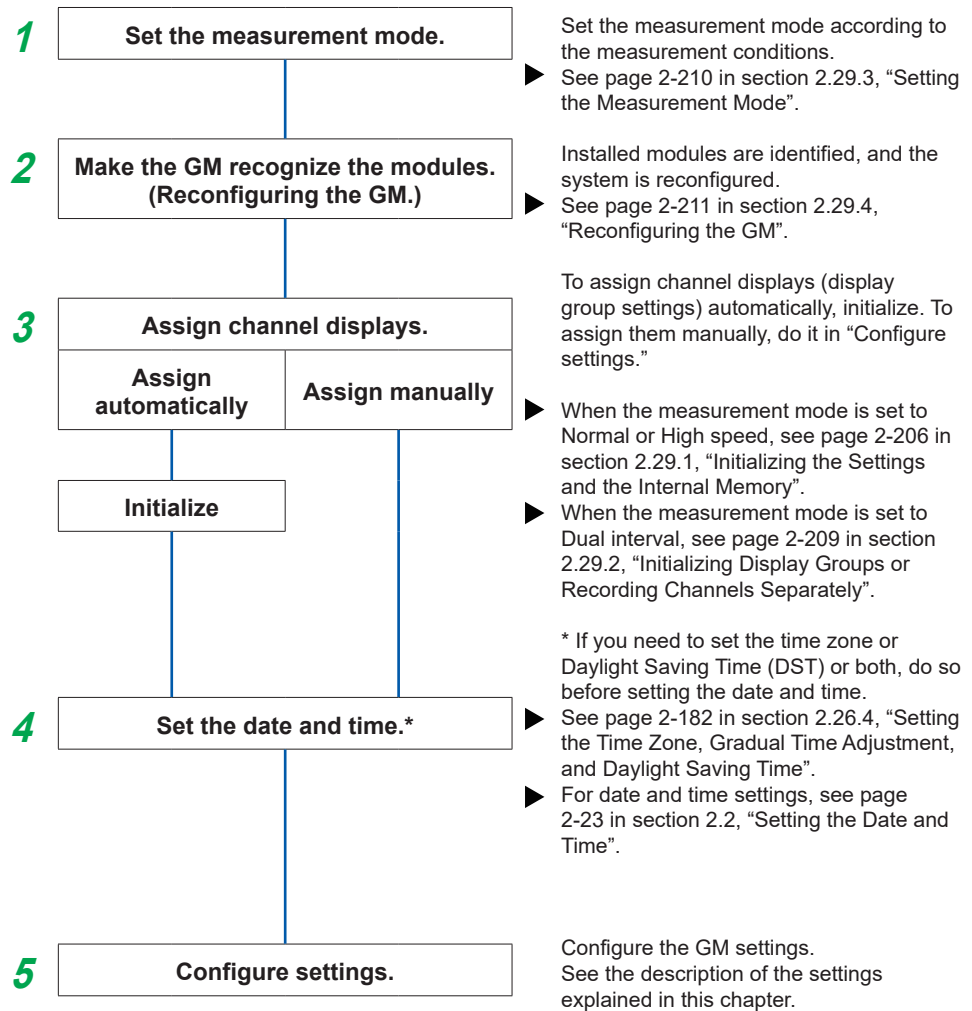 1
Set the measurement mode.
Set the measurement mode according to
the measurement conditions.
See page 2-210 in section 2.29.3, “Setting
the Measurement Mode”.
2
Make the GM recognize the modules.
(Reconfiguring the GM.)
Installed modules are identified, and the
system is reconfigured.
See page 2-211 in section 2.29.4,
“Reconfiguring the GM”.
3
Assign channel displays.
Assign
automatically
Assign manually
Initialize
To assign channel displays (display
group settings) automatically, initialize. To
assign them manually, do it in “Configure
settings.”
When the measurement mode is set to
Normal or High speed, see page 2-206 in
section 2.29.1, “Initializing the Settings
and the Internal Memory”.
When the measurement mode is set to
Dual interval, see page 2-209 in section
2.29.2, “Initializing Display Groups or
Recording Channels Separately”.
4
Set the date and time.*
* If you need to set the time zone or
Daylight Saving Time (DST) or both, do so
before setting the date and time.
See page 2-182 in section 2.26.4, “Setting
the Time Zone, Gradual Time Adjustment,
and Daylight Saving Time”.
For date and time settings, see page
2-23 in section 2.2, “Setting the Date and
Time”.
5
Configure settings.
Configure the GM settings.
See the description of the settings
explained in this chapter.